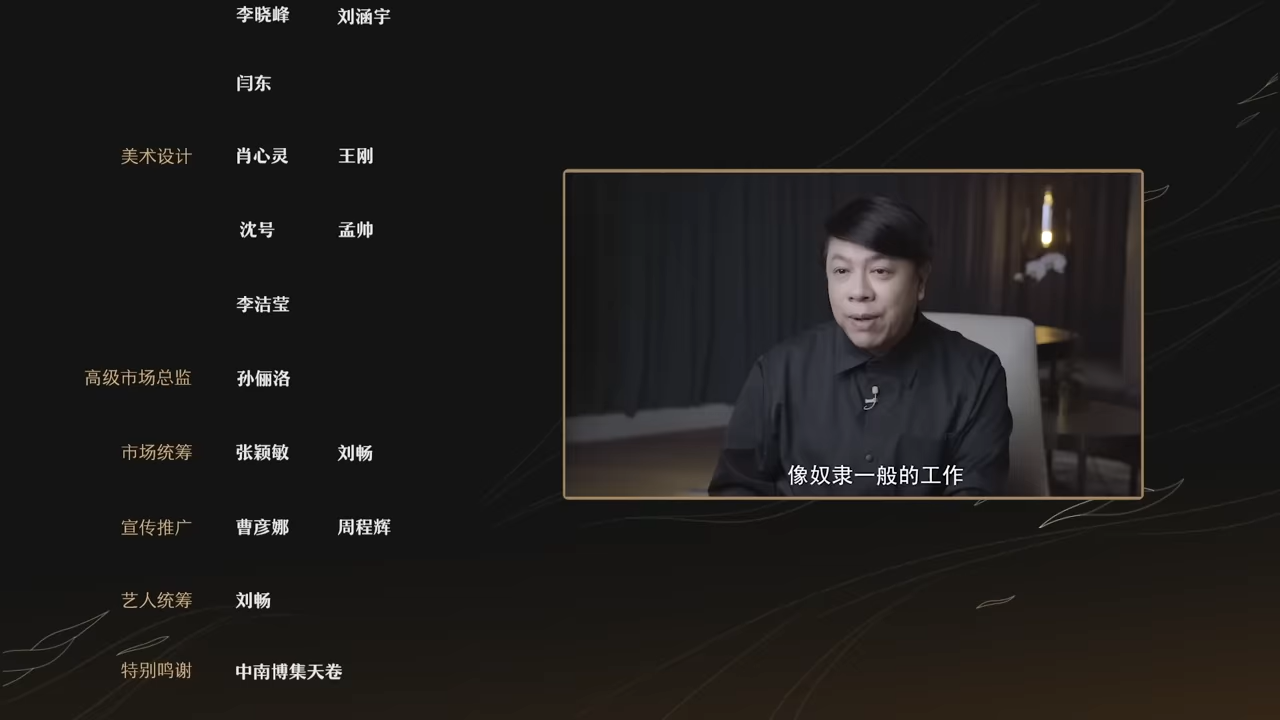 李晓峰 刘涵宇
闫东
美术设计 肖心灵 王刚
沈号 孟帅
李洁莹
高级市场总监 孙俪洛
市场统筹 张颖敏 刘畅
像奴隶一般的工作
宣传推广 曹彦娜 周程辉
艺人统筹 刘畅
特别鸣谢 中南博集天卷